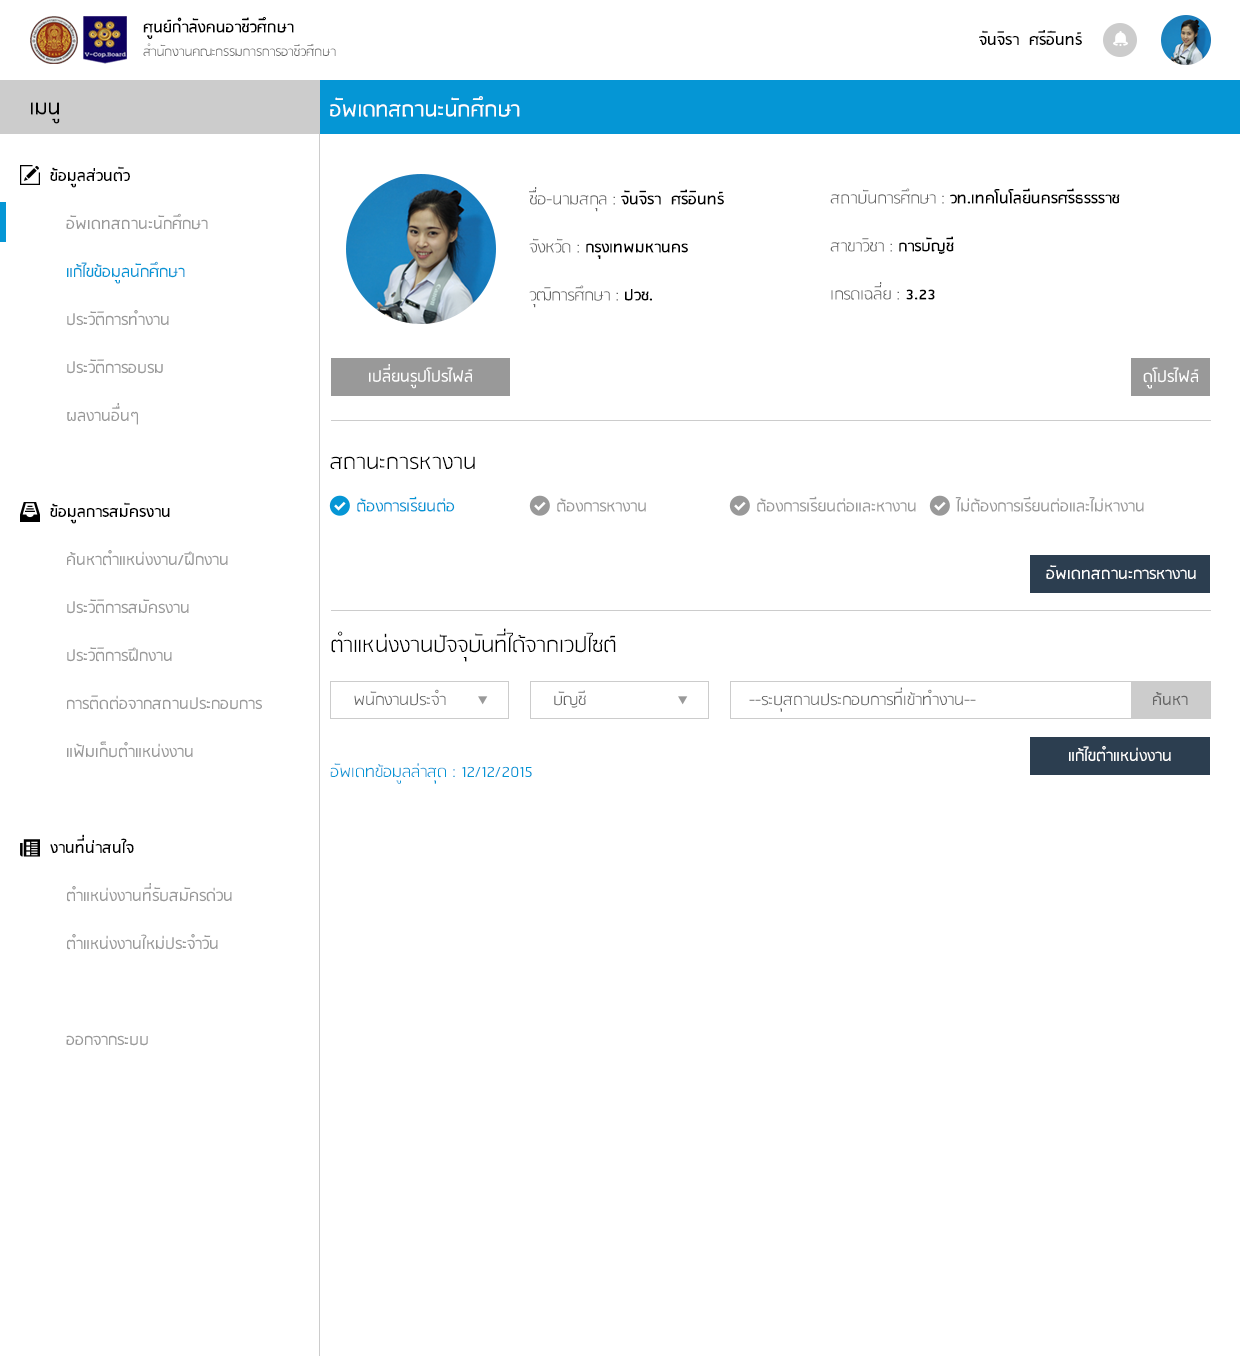 ศูนย์กำลังคนอาชีวศึกษา
สำนักงานคณะกรรมการการอาชีวศึกษา
V-Cop.Board
จันจิรา ศรีอินทร์
เมนู
อัพเดทสถานะนักศึกษา
ข้อมูลส่วนตัว
อัพเดทสถานะนักศึกษา
แก้ไขข้อมูลนักศึกษา
ประวัติการทำงาน
ประวัติการอบรม
ผลงานอื่นๆ
ข้อมูลการสมัครงาน
ค้นหาตำแหน่งงาน/ฝึกงาน
ประวัติการสมัครงาน
ประวัติการฝึกงาน
การติดต่อจากสถานประกอบการ
แฟ้มเก็บตำแหน่งงาน
งานที่น่าสนใจ
ตำแหน่งงานที่รับสมัครด่วน
ตำแหน่งงานใหม่ประจำวัน
ออกจากระบบ
ชื่อ-นามสกุล : จันจิรา ศรีอินทร์
สถาบันการศึกษา : วท.เทคโนโลยีนครศรีธรรราช
จังหวัด : กรุงเทพมหานคร
สาขาวิชา : การบัญชี
วุฒิการศึกษา : ปวช.
เกรดเฉลี่ย : 3.23
เปลี่ยนรูปโปรไฟล์
ดูโปรไฟล์
สถานะการหางาน
ต้องการเรียนต่อ
ต้องการหางาน
ต้องการเรียนต่อและหางาน
ไม่ต้องการเรียนต่อและไม่หางาน
อัพเดทสถานะการหางาน
ตำแหน่งงานปัจจุบันที่ได้จากเวปไซต์
พนักงานประจำ
บัญชี
--ระบุสถานประกอบการที่เข้าทำงาน--
ค้นหา
แก้ไขตำแหน่งงาน
อัพเดทข้อมูลล่าสุด : 12/12/2015